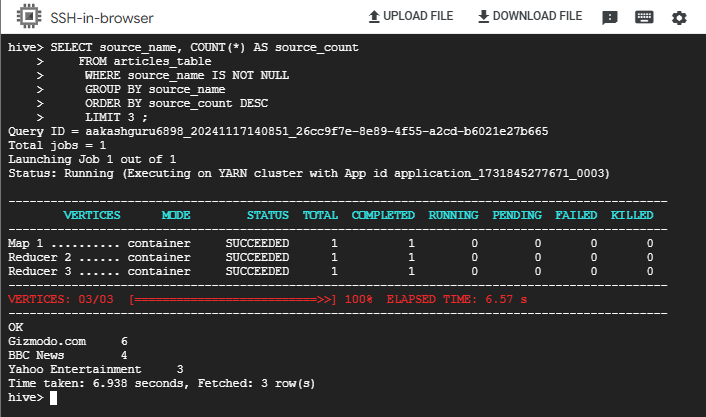 SSH-in-browser
UPLOAD FILE
DOWNLOAD FILE
hive> SELECT source_name, COUNT(*) AS source_count
    >     FROM articles_table
    >      WHERE source_name IS NOT NULL
    >      GROUP BY source_name
    >      ORDER BY source_count DESC
    >      LIMIT 3 ;
Query ID = aakashguru6898_20241117140851_26cc9f7e-8e89-4f55-a2cd-b6021e27b665
Total jobs = 1
Launching Job 1 out of 1
Status: Running (Executing on YARN cluster with App id application_1731845277671_0003)
----------------------------------------------------------------------------------------------
        VERTICES      MODE        STATUS  TOTAL  COMPLETED  RUNNING  PENDING  FAILED  KILLED
----------------------------------------------------------------------------------------------
Map 1 .......... container     SUCCEEDED      1          1        0        0       0       0
Reducer 2 ...... container     SUCCEEDED      1          1        0        0       0       0
Reducer 3 ...... container     SUCCEEDED      1          1        0        0       0       0
----------------------------------------------------------------------------------------------
VERTICES: 03/03  [==========================>>] 100%  ELAPSED TIME: 6.57 s
----------------------------------------------------------------------------------------------
OK
Gizmodo.com     6
BBC News        4
Yahoo Entertainment     3
Time taken: 6.938 seconds, Fetched: 3 row(s)
hive>